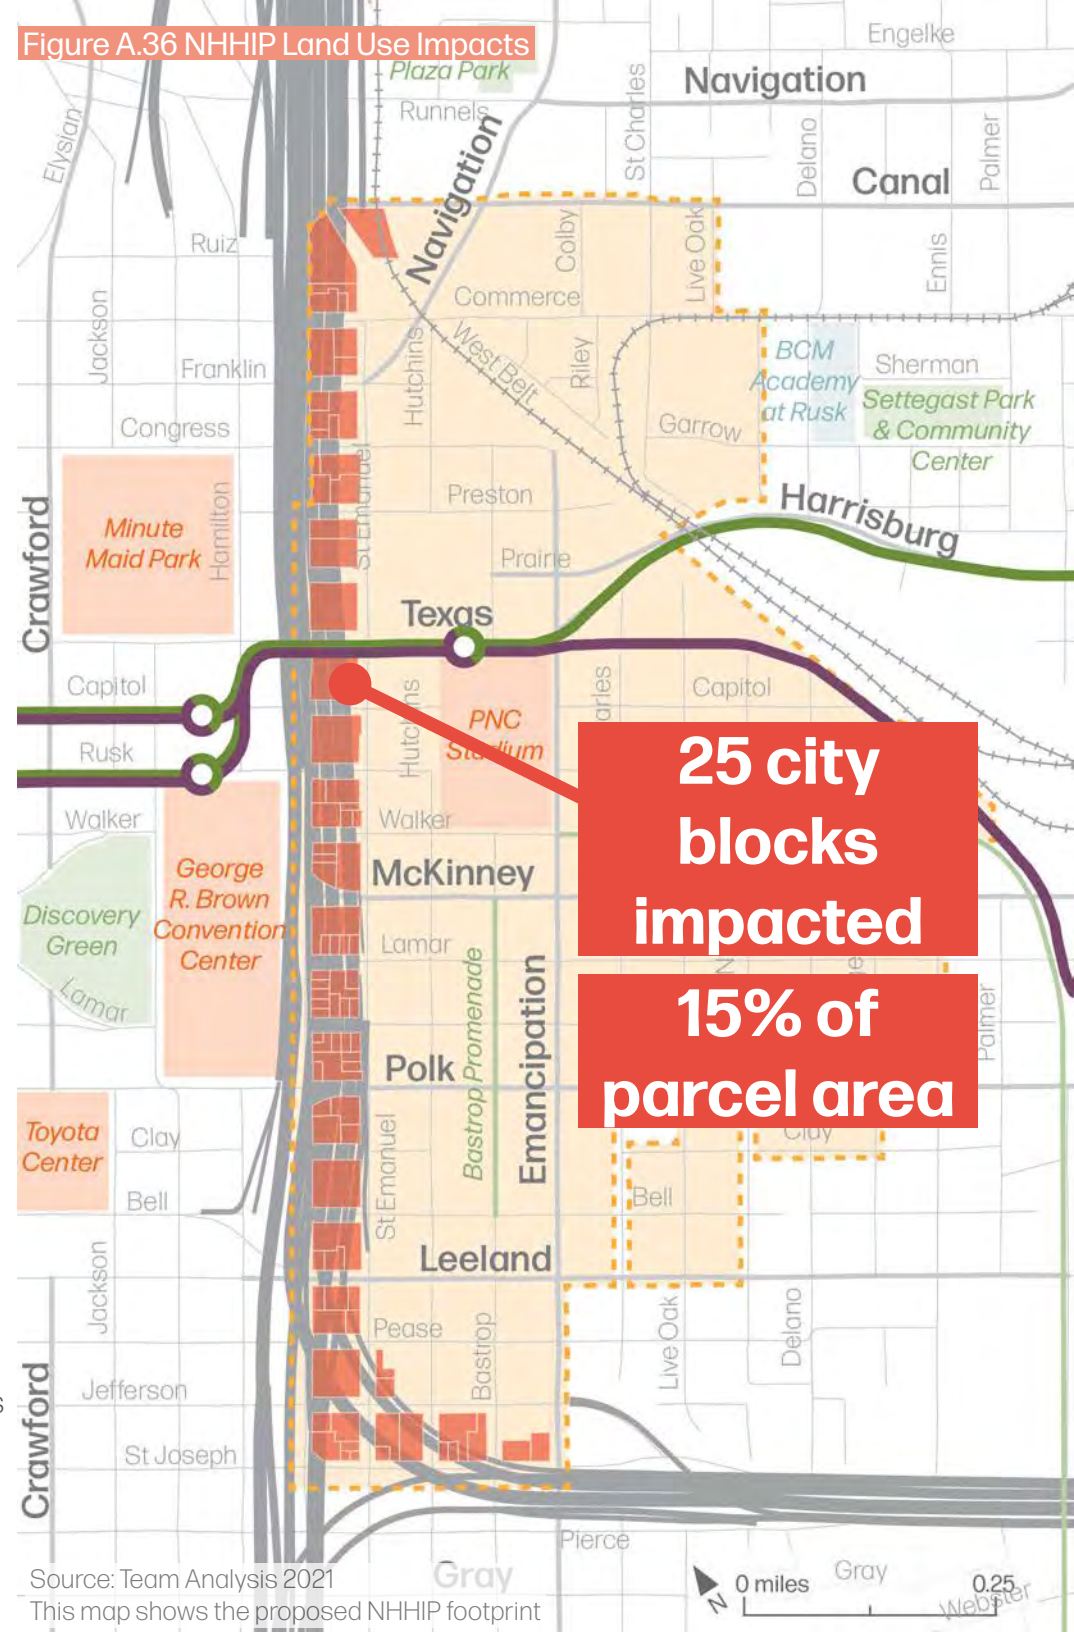 Figure A.36 NHHIP Land Use Impacts
Engelke
Plaza Park
Navigation
Runnels
St Charles
Elysian
Delano
Palmer
Navigation
Canal
Ruiz
Colby
Live Oak
Ennis
Commerce
Jackson
Franklin
Hutchins
West Belt
Riley
BCM
Academy
at Rusk
Sherman
Settegast Park
& Community
Center
Congress
Garrow
St Emanuel
Preston
Harrisburg
Crawford
Minute
Maid Park
Hamilton
Prairie
Texas
Capitol
Hutchins
arles
Capitol
PNC
Stadium
Rusk
25 city
blocks
impacted
Walker
Walker
George
R. Brown
Convention
Center
McKinney
Discovery
Green
Lamar
Lamar
Bastrop Promenade
Emancipation
15% of
parcel area
Palmer
Polk
Toyota
Center
Clay
Clay
St Emanuel
Bell
Bell
Leeland
Jackson
Pease
Bastrop
Live Oak
Delano
Crawford
Jefferson
St Joseph
Pierce
Gray
Gray
Source: Team Analysis 2021
This map shows the proposed NHHIP footprint
N
0 miles
0.25
Webster